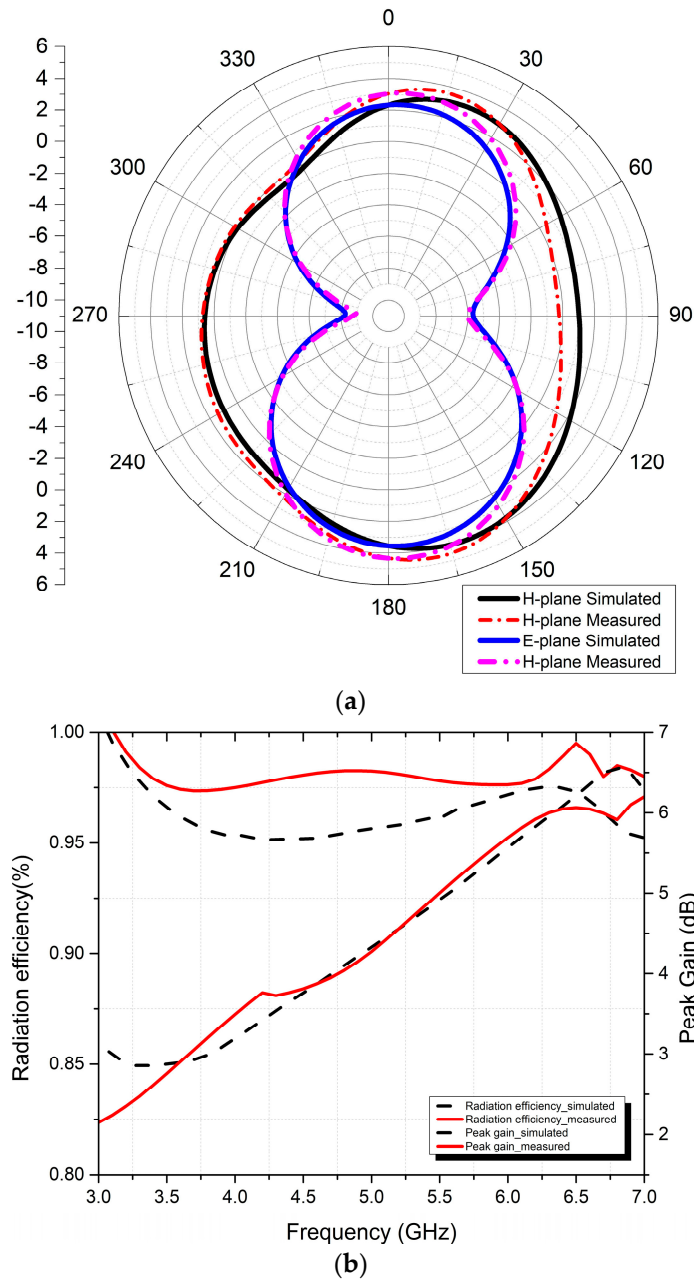 0
330
30
300
60
270
90
240
120
210
150
180
6
4
2
0
-2
-4
-6
-8
-10
-10
-8
-6
-4
-2
0
2
4
6
H-plane Simulated
H-plane Measured
E-plane Simulated
H-plane Measured
(a)
1.00
0.95
0.90
0.85
0.80
Radiation efficiency(%)
7
6
5
4
3
2
Peak Gain (dB)
Radiation efficiency_simulated
Radiation efficiency_measured
Peak gain_simulated
Peak gain_measured
3.0 3.5 4.0 4.5 5.0 5.5 6.0 6.5 7.0
Frequency (GHz)
(b)